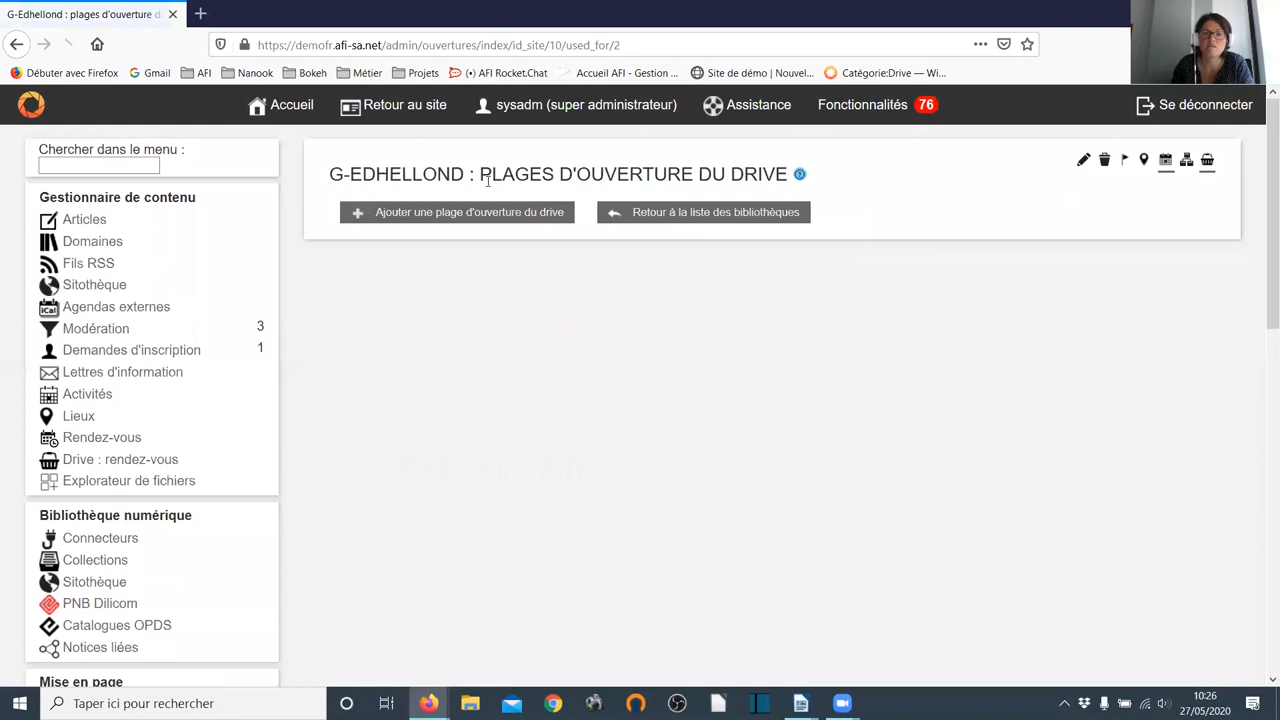 G-Edhellond : plages d'ouverture d
https://demofr.afi-sa.net/admin/ouvertures/index/id_site/10/used_for/2
Débuter avec Firefox
Gmail
AFI
Nanook
Bokeh
Métier
Projets
(•) AFI Rocket.Chat
Accueil AFI - Gestion ...
Site de démo | Nouvel...
Catégorie:Drive — Wi...
Accueil
Retour au site
sysadm (super administrateur)
Assistance
Fonctionnalités 76
Se déconnecter
Chercher dans le menu :
Gestionnaire de contenu
Articles
Domaines
Fils RSS
Sitothèque
Agendas externes
Modération 3
Demandes d'inscription 1
Lettres d'information
Activités
Lieux
Rendez-vous
Drive : rendez-vous
Explorateur de fichiers
Bibliothèque numérique
Connecteurs
Collections
Sitothèque
PNB Dilicom
Catalogues OPDS
Notices liées
Mise en page
G-EDHELLOND : PLAGES D'OUVERTURE DU DRIVE
Ajouter une plage d'ouverture du drive
Retour à la liste des bibliothèques
Taper ici pour rechercher
10:26
27/05/2020